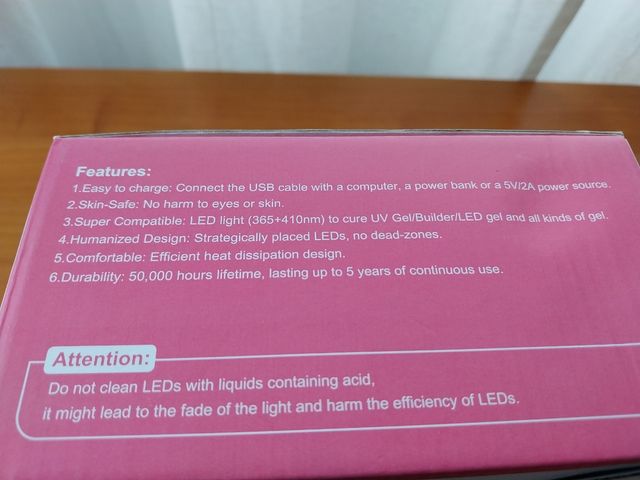 Features:
1.Easy to charge: Connect the USB cable with a computer, a power bank or a 5V/2A power source.
2.Skin-Safe: No harm to eyes or skin.
3.Super Compatible: LED light (365+410nm) to cure UV Gel/Builder/LED gel and all kinds of gel.
4.Humanized Design: Strategically placed LEDs, no dead-zones.
5.Comfortable: Efficient heat dissipation design.
6.Durability: 50,000 hours lifetime, lasting up to 5 years of continuous use.
Attention:
Do not clean LEDs with liquids containing acid,
it might lead to the fade of the light and harm the efficiency of LEDs.